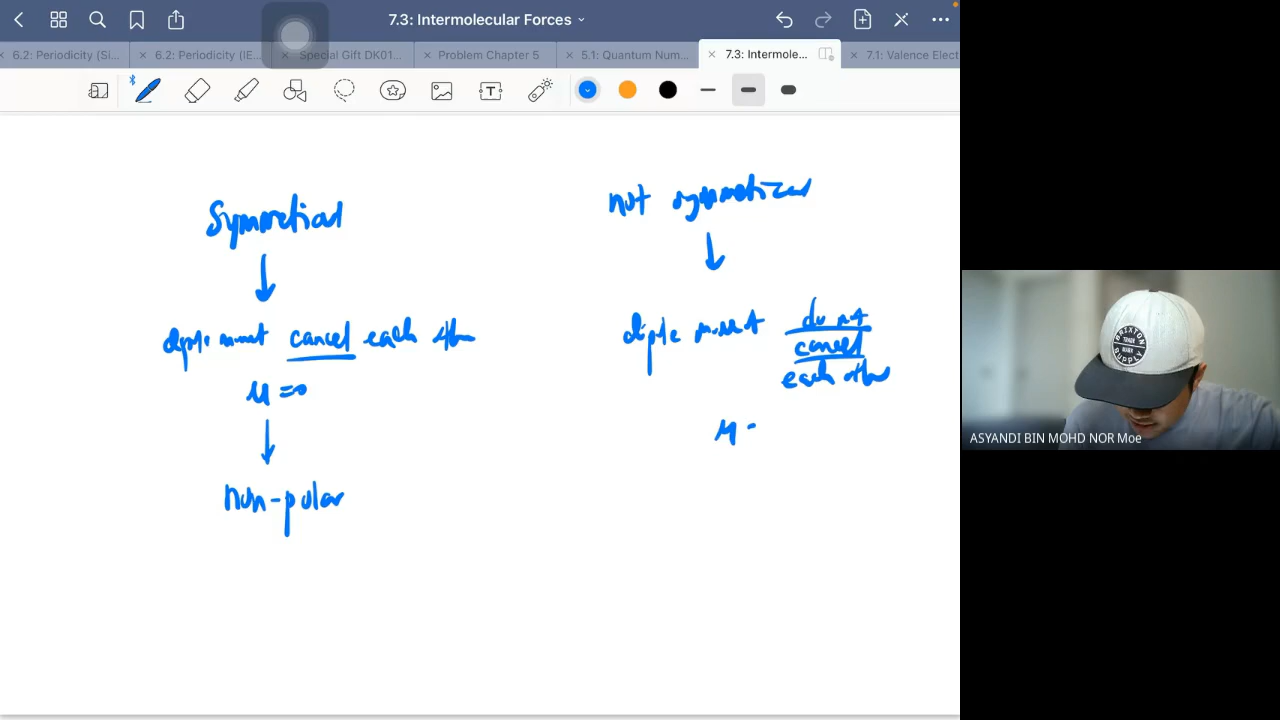 7.3: Intermolecular Forces
6.2: Periodicity (Si...
6.2: Periodicity (IE...
Special Gift DK01...
Problem Chapter 5
5.1: Quantum Num...
7.3: Intermole...
7.1: Valence Elect
T
Symmetrical
dipole moment cancel each other
μ = 0
non-polar
not symmetrical
dipole moment do not
cancel
each other
μ
BRIXTON
SUPPLY
ASYANDI BIN MOHD NOR Moe